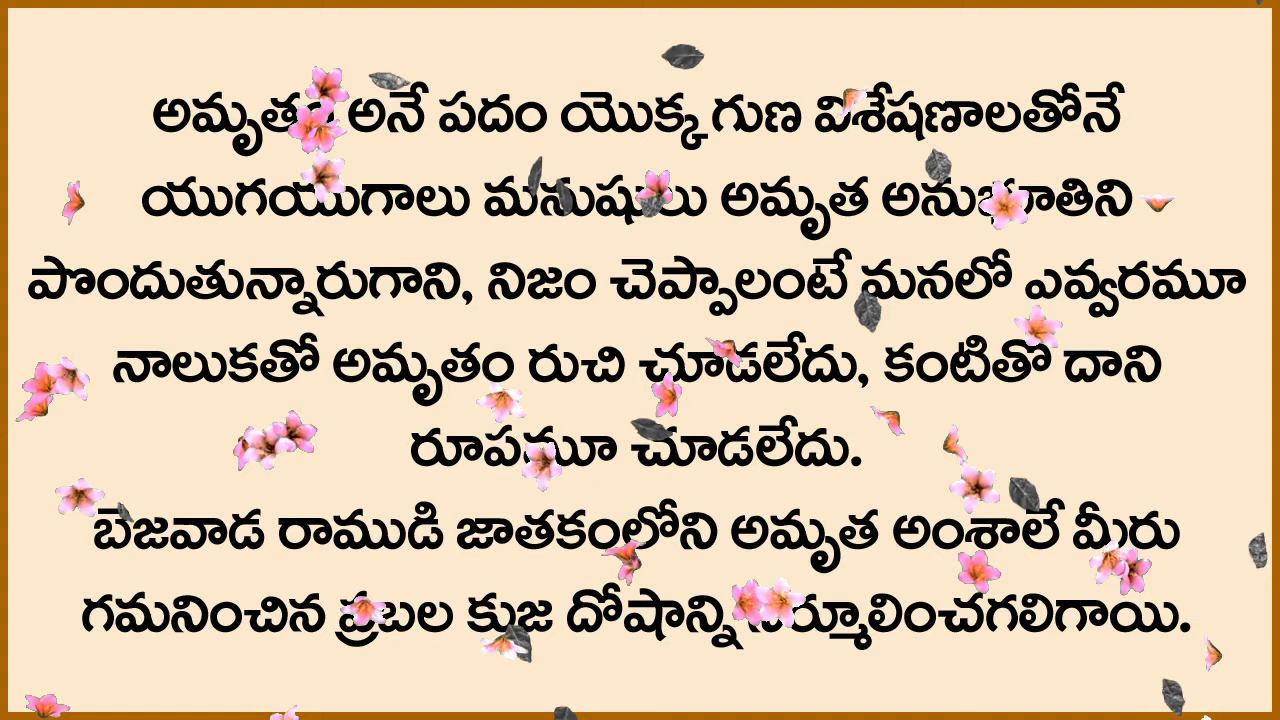 అమృతం అనే పదం యొక్క గుణ విశేషణాలతోనే
యుగయుగాలు మనుషులు అమృత అనుభూతిని
పొందుతున్నారుగాని, నిజం చెప్పాలంటే మనలో ఎవ్వరమూ
నాలుకతో అమృతం రుచి చూడలేదు, కంటితో దాని
రూపమూ చూడలేదు.
బెజవాడ రాముడి జాతకంలోని అమృత అంశాలే మీరు
గమనించిన ప్రబల కుజ దోషాన్ని నిర్మూలించగలిగాయి.